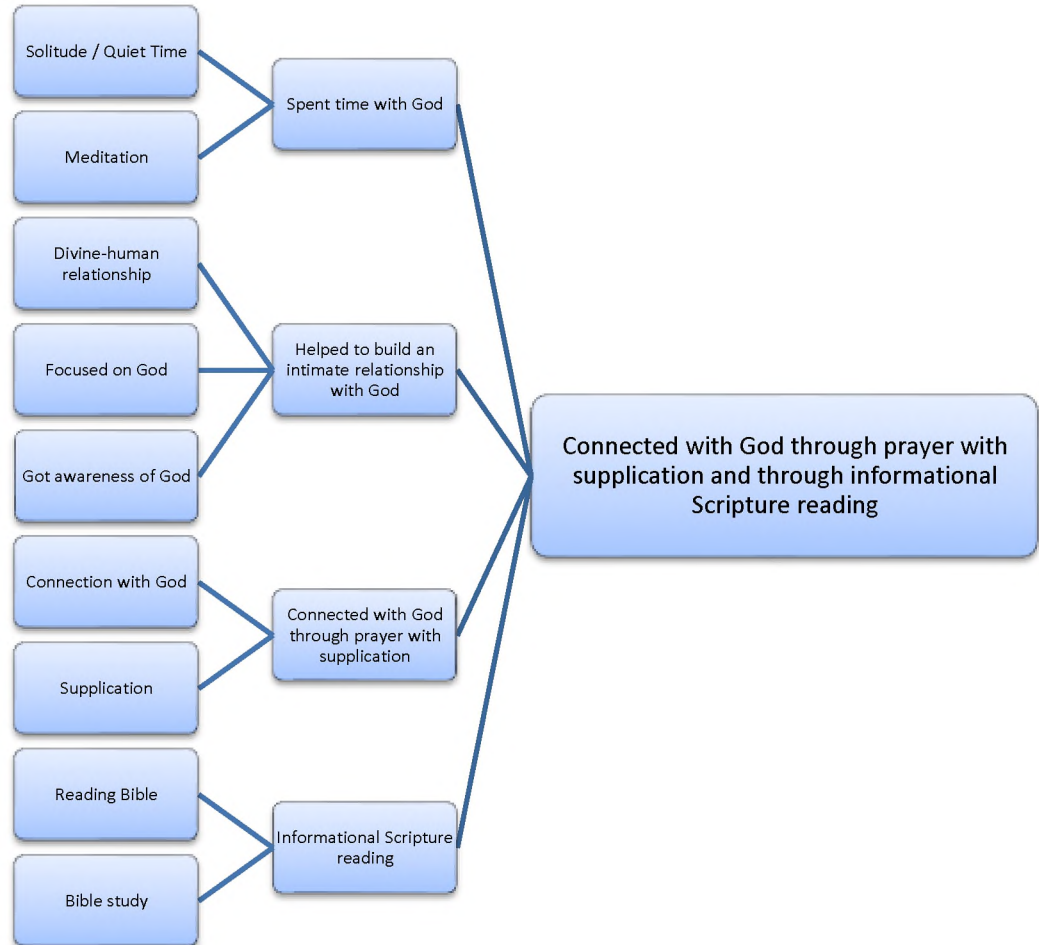 Solitude / Quiet Time
Meditation
Spent time with God
Divine-human
relationship
Focused on God
Got awareness of God
Helped to build an
intimate relationship
with God
Connection with God
Supplication
Connected with God
through prayer with
supplication
Reading Bible
Bible study
Informational Scripture
reading
Connected with God through prayer with
supplication and through informational
Scripture reading